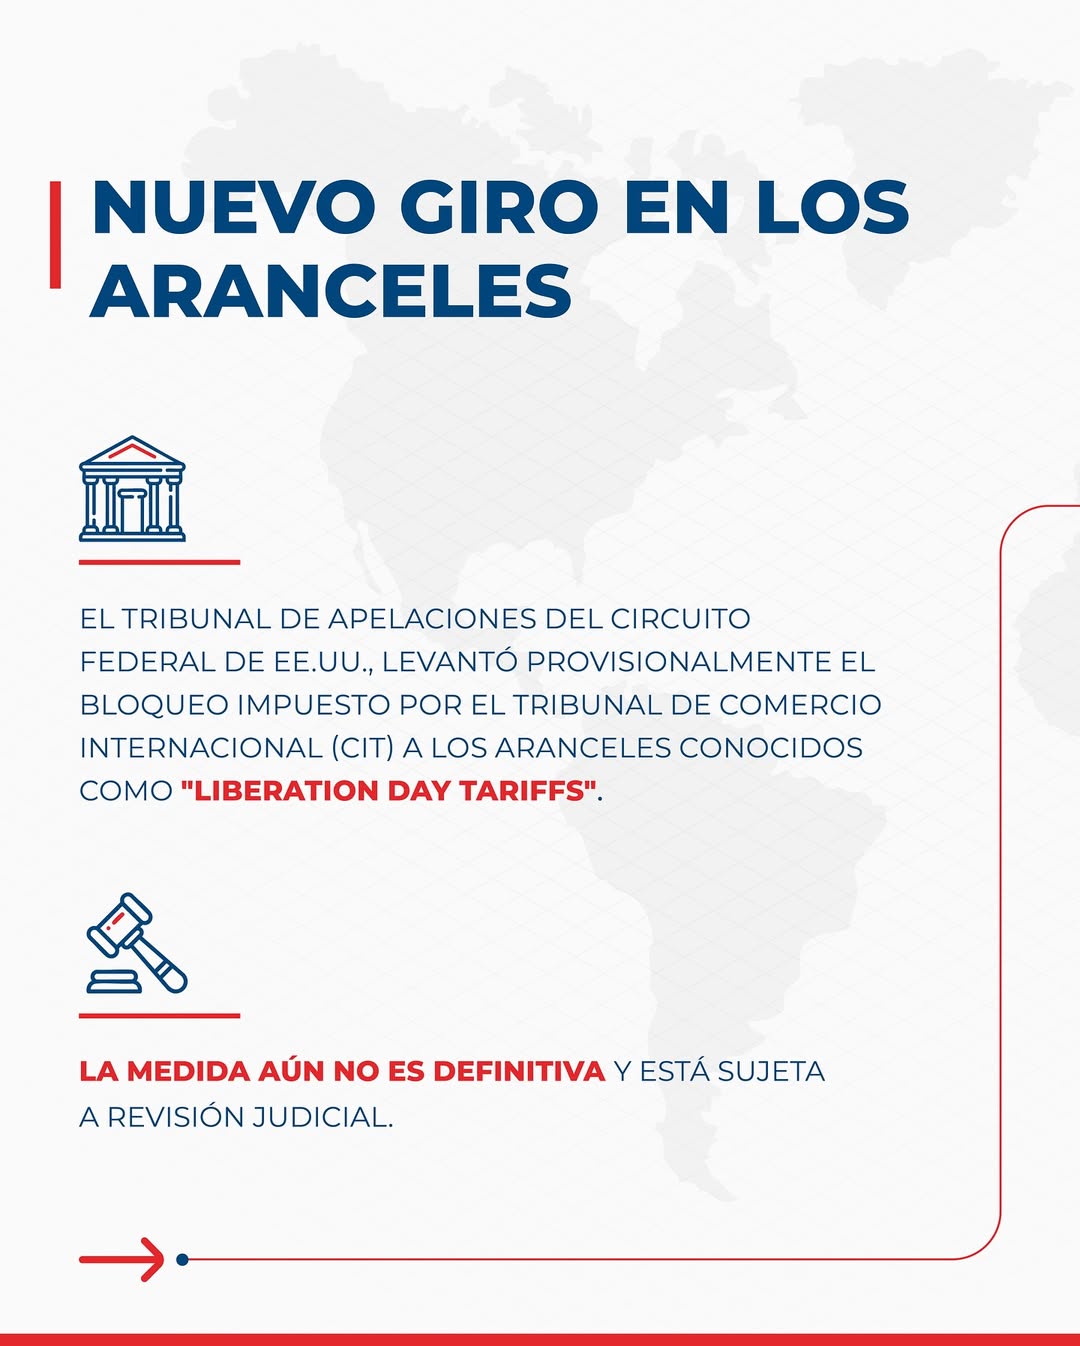 NUEVO GIRO EN LOS
ARANCELES
EL TRIBUNAL DE APELACIONES DEL CIRCUITO
FEDERAL DE EE.UU., LEVANTÓ PROVISIONALMENTE EL
BLOQUEO IMPUESTO POR EL TRIBUNAL DE COMERCIO
INTERNACIONAL (CIT) A LOS ARANCELES CONOCIDOS
COMO "LIBERATION DAY TARIFFS".
LA MEDIDA AÚN NO ES DEFINITIVA Y ESTÁ SUJETA
A REVISIÓN JUDICIAL.